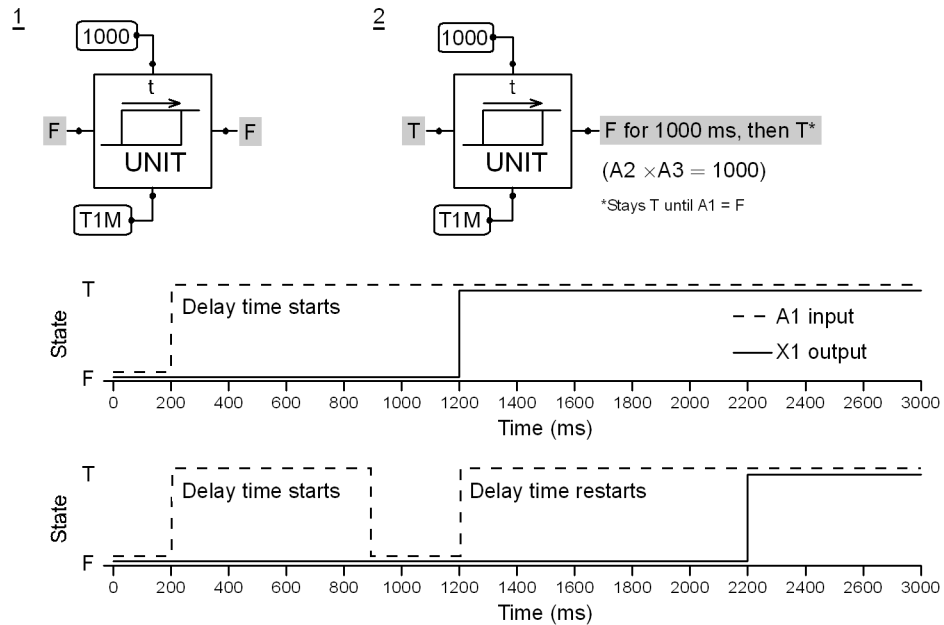 1
2
1000
1000
t
t
F
F
T
F for 1000 ms, then T*
UNIT
UNIT
(A2 ×A3 = 1000)
*Stays T until A1 = F
T1M
T1M
T
Delay time starts
A1 input
X1 output
State
F
0 200 400 600 800 1000 1200 1400 1600 1800 2000 2200 2400 2600 3000
Time (ms)
T
Delay time starts
Delay time restarts
State
F
0 200 400 600 800 1000 1200 1400 1600 1800 2000 2200 2400 2600 3000
Time (ms)